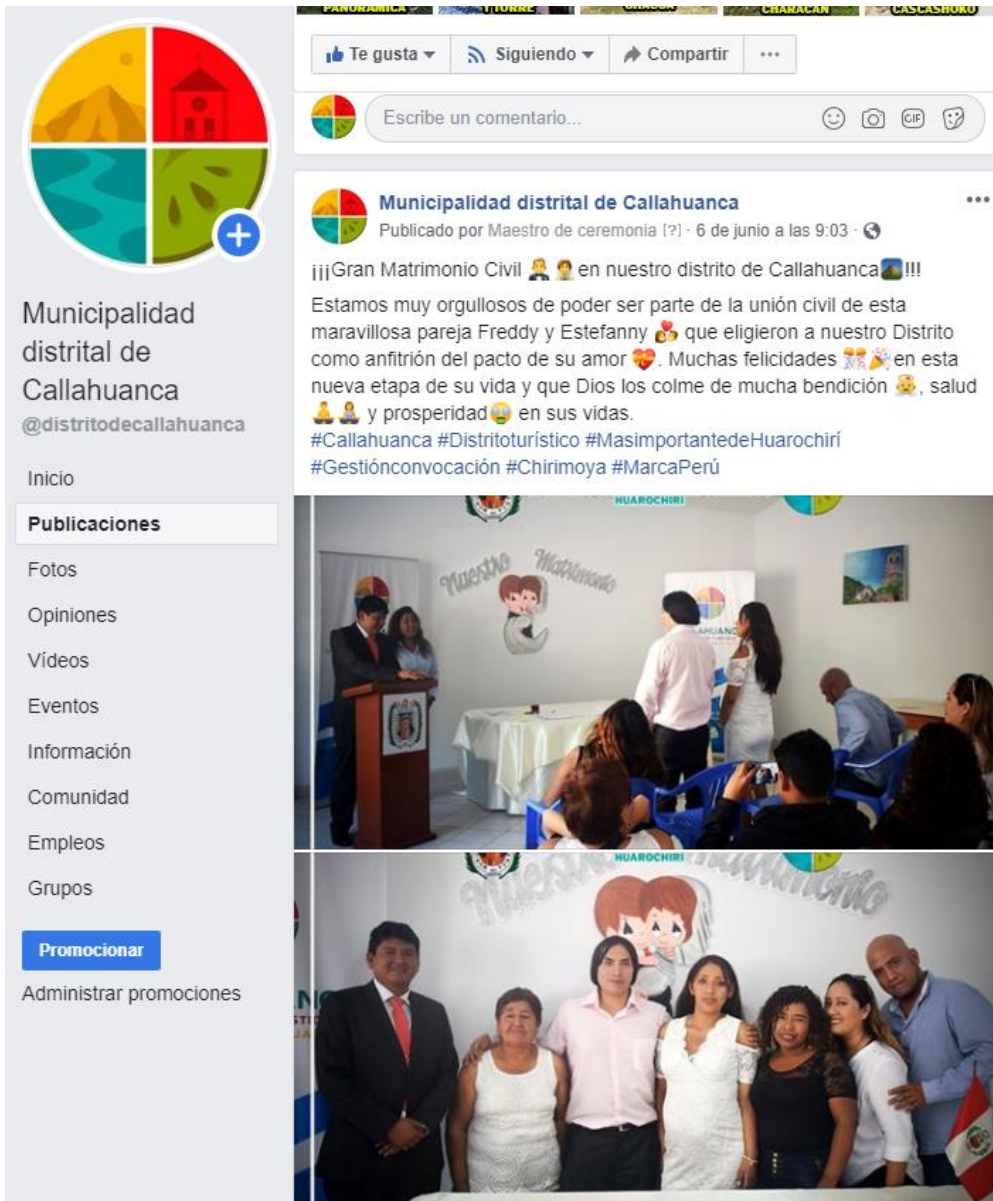 PANORAMICA
Y TORRE
CHARACAN
CASCASHOKO
Te gusta
Siguiendo
Compartir
Escribe un comentario...
GIF
Municipalidad distrital de Callahuanca
Publicado por Maestro de ceremonia [?] · 6 de junio a las 9:03 ·
¡¡¡Gran Matrimonio Civil 🤵👰 en nuestro distrito de Callahuanca🌄!!!
Estamos muy orgullosos de poder ser parte de la unión civil de esta
maravillosa pareja Freddy y Estefanny 💏 que eligieron a nuestro Distrito
como anfitrión del pacto de su amor 💝. Muchas felicidades 🎊🎉 en esta
nueva etapa de su vida y que Dios los colme de mucha bendición 👼, salud
🧘‍♂️🧘‍♀️ y prosperidad🤑 en sus vidas.
#Callahuanca #Distritoturístico #MasimportantedeHuarochirí
#Gestiónconvocación #Chirimoya #MarcaPerú
Municipalidad
distrital de
Callahuanca
@distritodecallahuanca
Inicio
Publicaciones
Fotos
Opiniones
Vídeos
Eventos
Información
Comunidad
Empleos
Grupos
Promocionar
Administrar promociones
HUAROCHIRÍ
Nuestro Matrimonio
HUAROCHIRÍ
Nuestro Matrimonio